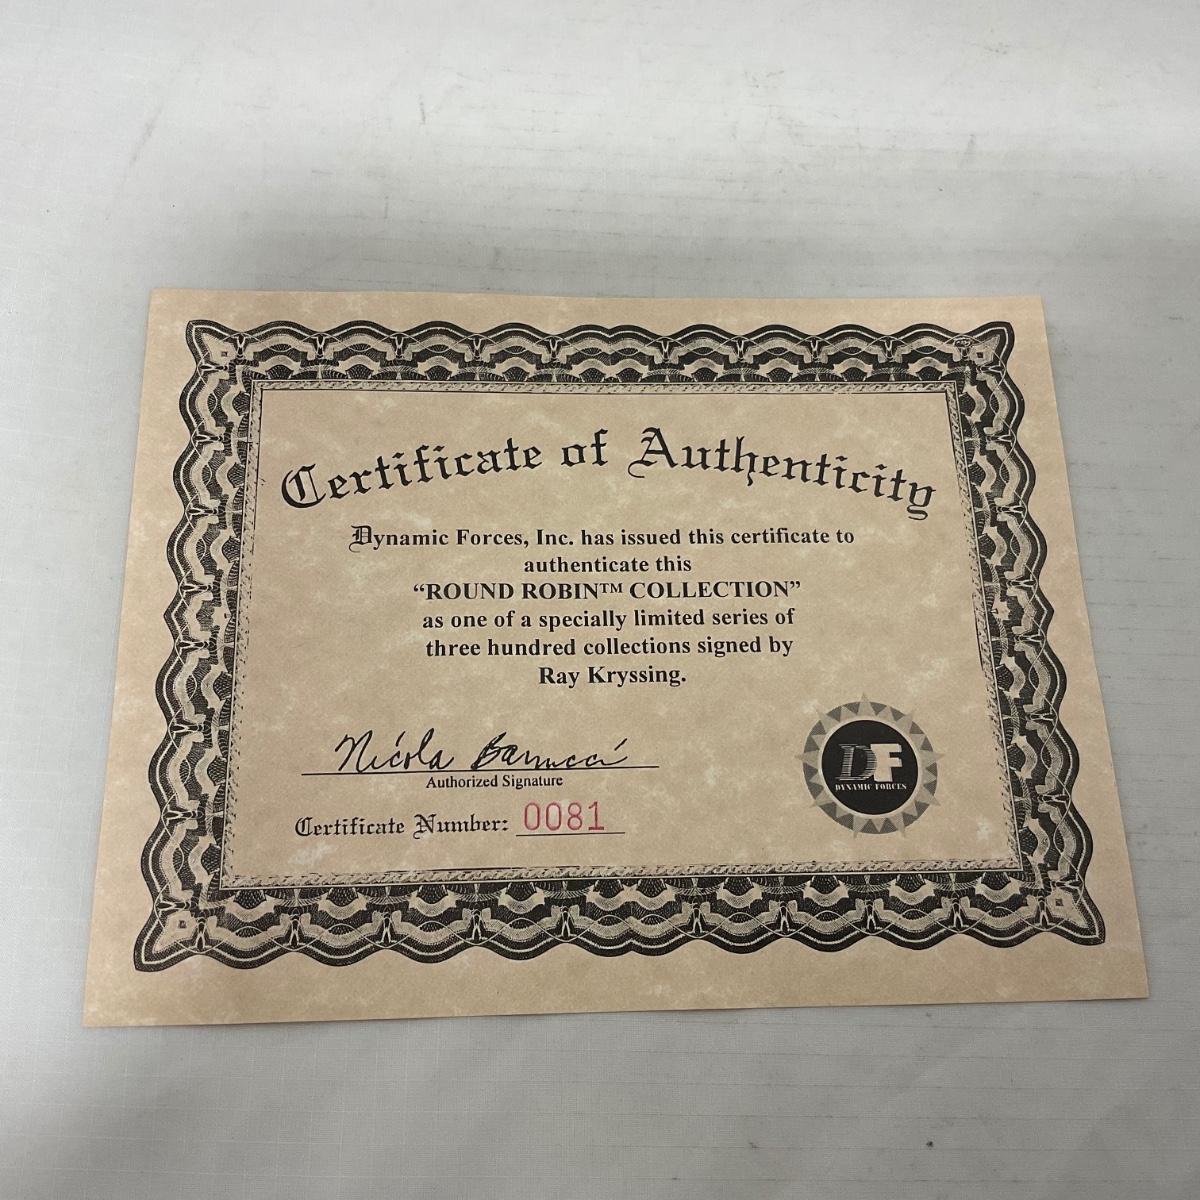 Certificate of Authenticity
Dynamic Forces, Inc. has issued this certificate to
authenticate this
“ROUND ROBIN™ COLLECTION”
as one of a specially limited series of
three hundred collections signed by
Ray Kryssing.
Nicola Barrucci
Authorized Signature
Certificate Number: 0081
DF
DYNAMIC FORCES